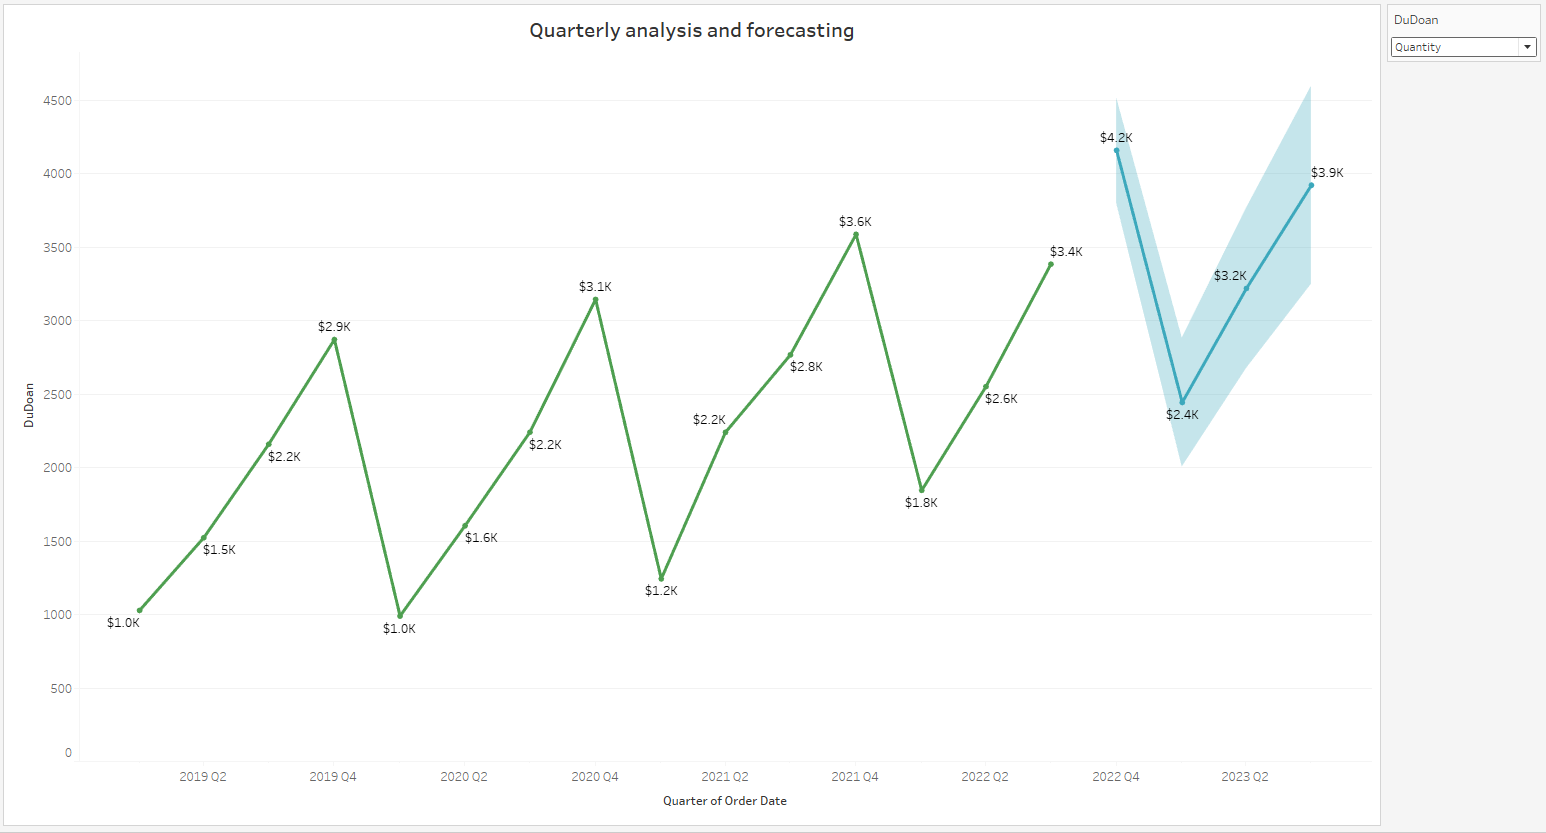 Quarterly analysis and forecasting
DuDoan
Quantity
4500
4000
3500
3000
2500
2000
1500
1000
500
0
DuDoan
$1.0K
$1.5K
$2.2K
$2.9K
$1.0K
$1.6K
$2.2K
$3.1K
$1.2K
$2.2K
$2.8K
$3.6K
$1.8K
$2.6K
$3.4K
$4.2K
$2.4K
$3.2K
$3.9K
2019 Q2
2019 Q4
2020 Q2
2020 Q4
2021 Q2
2021 Q4
2022 Q2
2022 Q4
2023 Q2
Quarter of Order Date